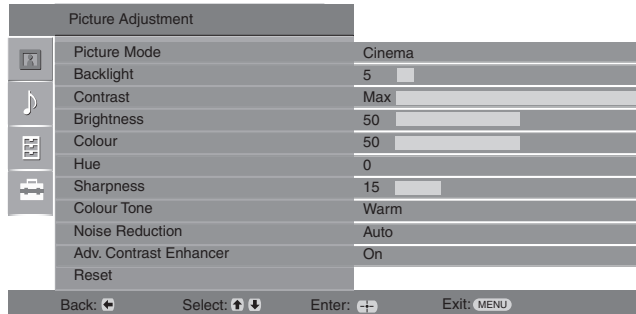 Picture Adjustment
Picture Mode Cinema
Backlight 5
Contrast Max
Brightness 50
Colour 50
Hue 0
Sharpness 15
Colour Tone Warm
Noise Reduction Auto
Adv. Contrast Enhancer On
Reset
Back: Select: Enter: Exit: MENU